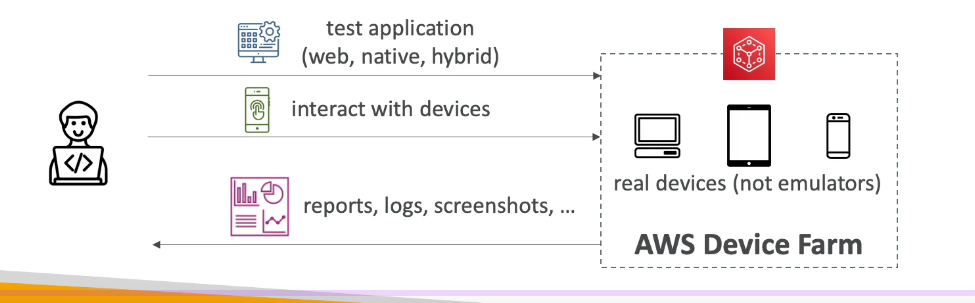 test application
(web, native, hybrid)
interact with devices
reports, logs, screenshots, ...
real devices (not emulators)
AWS Device Farm